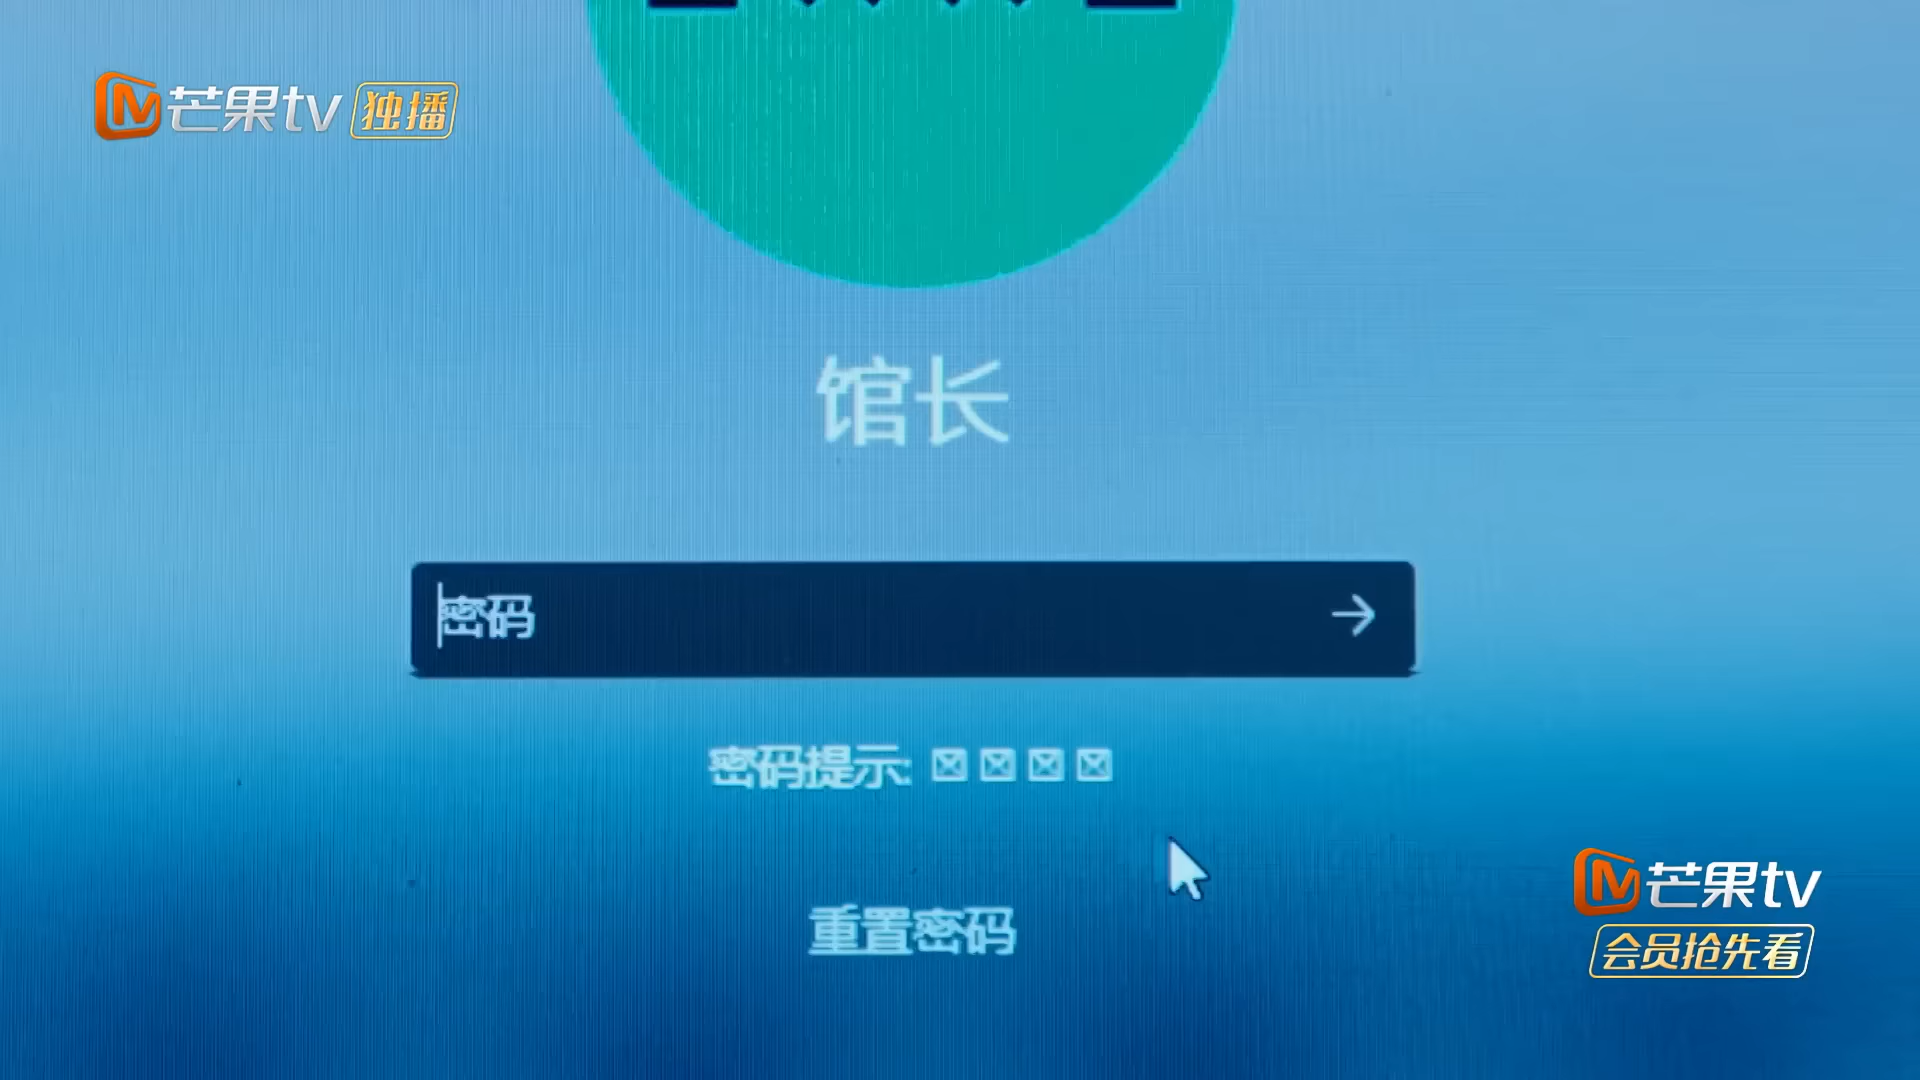 芒果tv 独播
馆长
密码
密码提示: ☒ ☒ ☒ ☒
重置密码
芒果tv
会员抢先看